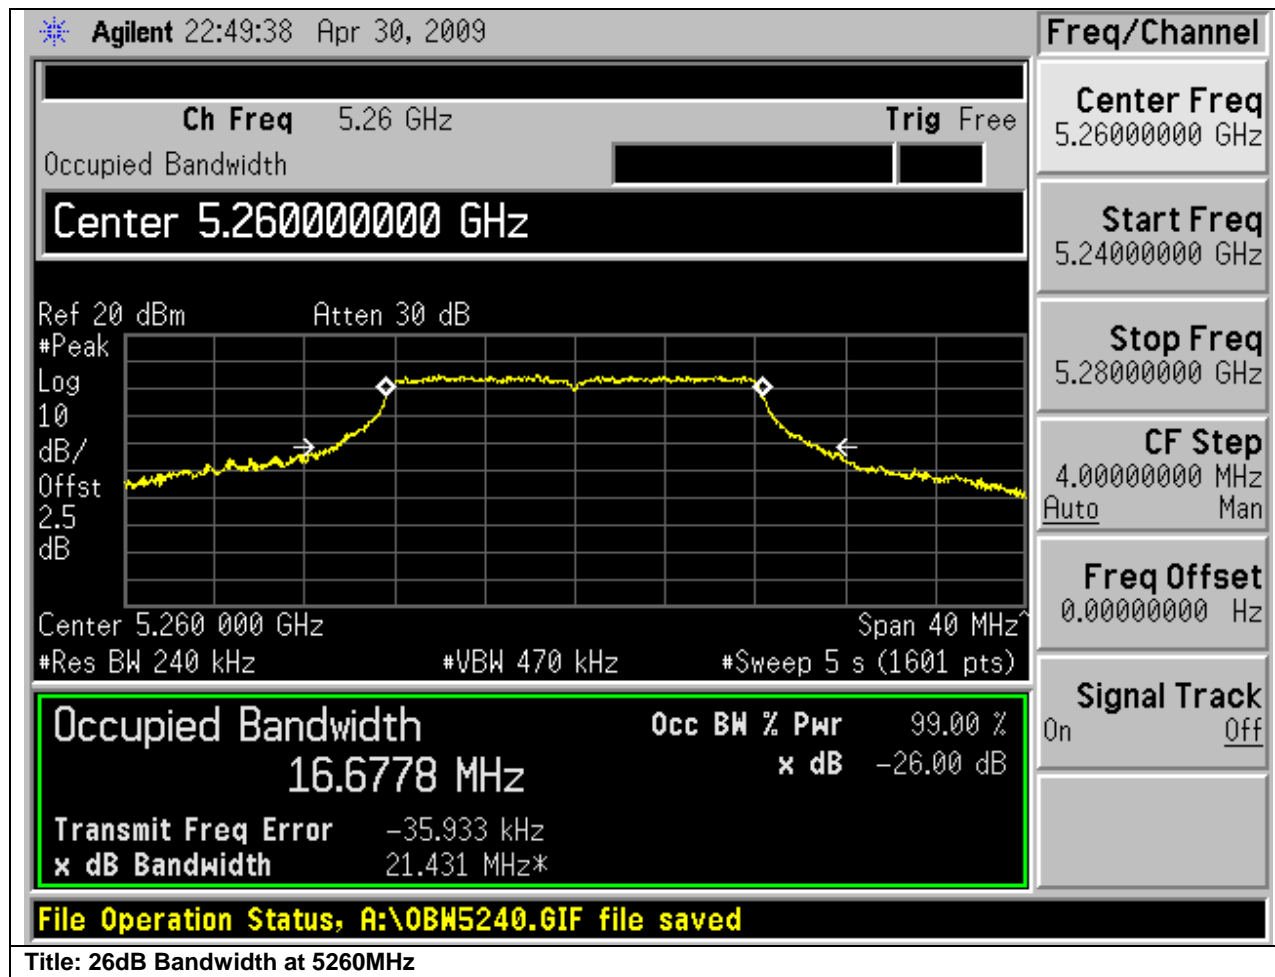 Agilent 22:49:38 Apr 30, 2009
Freq/Channel
Ch Freq 5.26 GHz Trig Free
Occupied Bandwidth
Center 5.260000000 GHz
Ref 20 dBm Atten 30 dB
#Peak
Log
10
dB/
Offst
2.5
dB
Center 5.260 000 GHz Span 40 MHz^
#Res BW 240 kHz #VBW 470 kHz #Sweep 5 s (1601 pts)
Occupied Bandwidth Occ BW % Pwr 99.00 %
16.6778 MHz x dB -26.00 dB
Transmit Freq Error -35.933 kHz
x dB Bandwidth 21.431 MHz*
File Operation Status, A:\OBW5240.GIF file saved
Center Freq
5.26000000 GHz
Start Freq
5.24000000 GHz
Stop Freq
5.28000000 GHz
CF Step
4.00000000 MHz
Auto Man
Freq Offset
0.00000000 Hz
Signal Track
On Off
Title: 26dB Bandwidth at 5260MHz